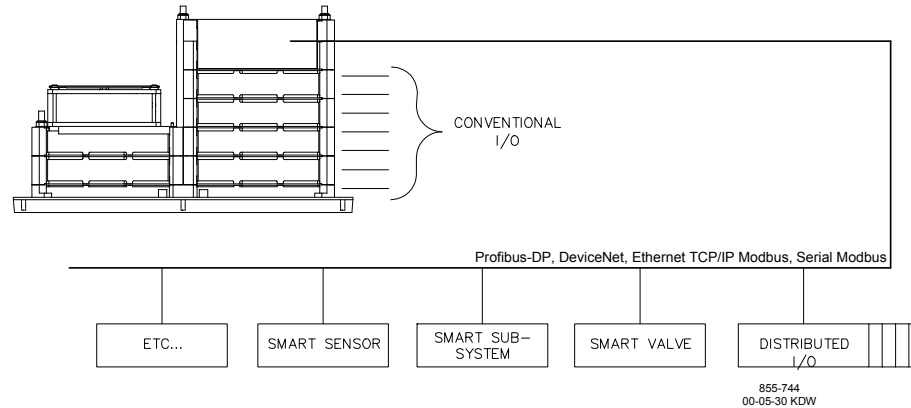 CONVENTIONAL
I/O
Profibus-DP, DeviceNet, Ethernet TCP/IP Modbus, Serial Modbus
ETC...
SMART SENSOR
SMART SUB-
SYSTEM
SMART VALVE
DISTRIBUTED
I/O
855-744
00-05-30 KDW